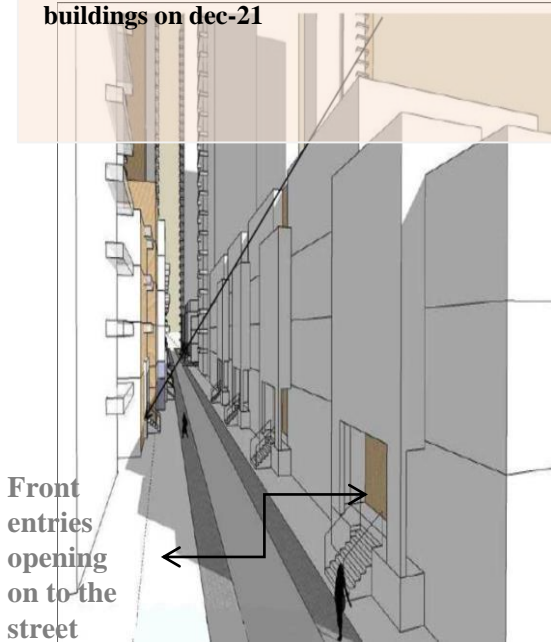 buildings on dec-21
Front
entries
opening
on to the
street